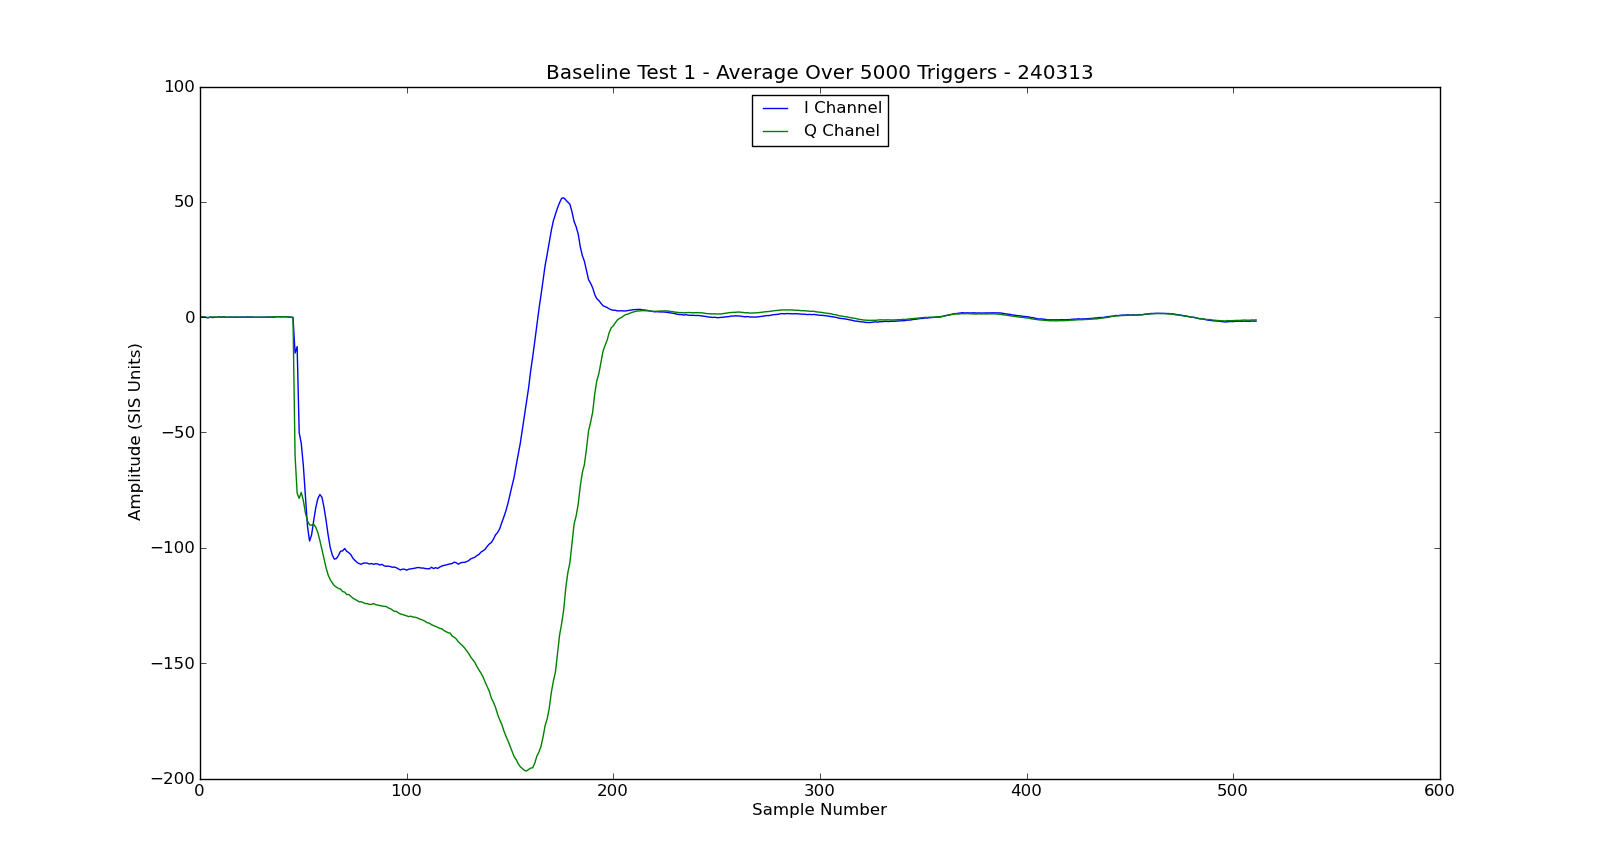 Baseline Test 1 - Average Over 5000 Triggers - 240313
100
I Channel
Q Chanel
50
0
−50
Amplitude (SIS Units)
−100
−150
−200
0 100 200 300 400 500 600
Sample Number